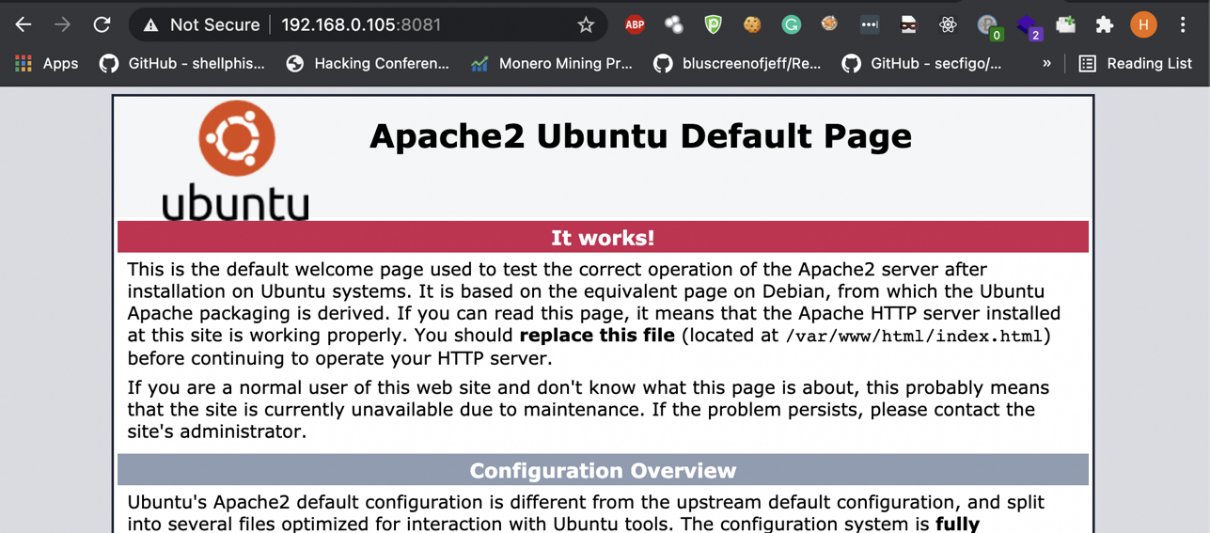 Not Secure | 192.168.0.105:8081
ABP
0
2
H
Apps GitHub - shellphis... Hacking Conferen... Monero Mining Pr... bluscreenofjeff/Re... GitHub - secfigo/... » Reading List
ubuntu
Apache2 Ubuntu Default Page
It works!
This is the default welcome page used to test the correct operation of the Apache2 server after
installation on Ubuntu systems. It is based on the equivalent page on Debian, from which the Ubuntu
Apache packaging is derived. If you can read this page, it means that the Apache HTTP server installed
at this site is working properly. You should replace this file (located at /var/www/html/index.html)
before continuing to operate your HTTP server.
If you are a normal user of this web site and don't know what this page is about, this probably means
that the site is currently unavailable due to maintenance. If the problem persists, please contact the
site's administrator.
Configuration Overview
Ubuntu's Apache2 default configuration is different from the upstream default configuration, and split
into several files optimized for interaction with Ubuntu tools. The configuration system is fully